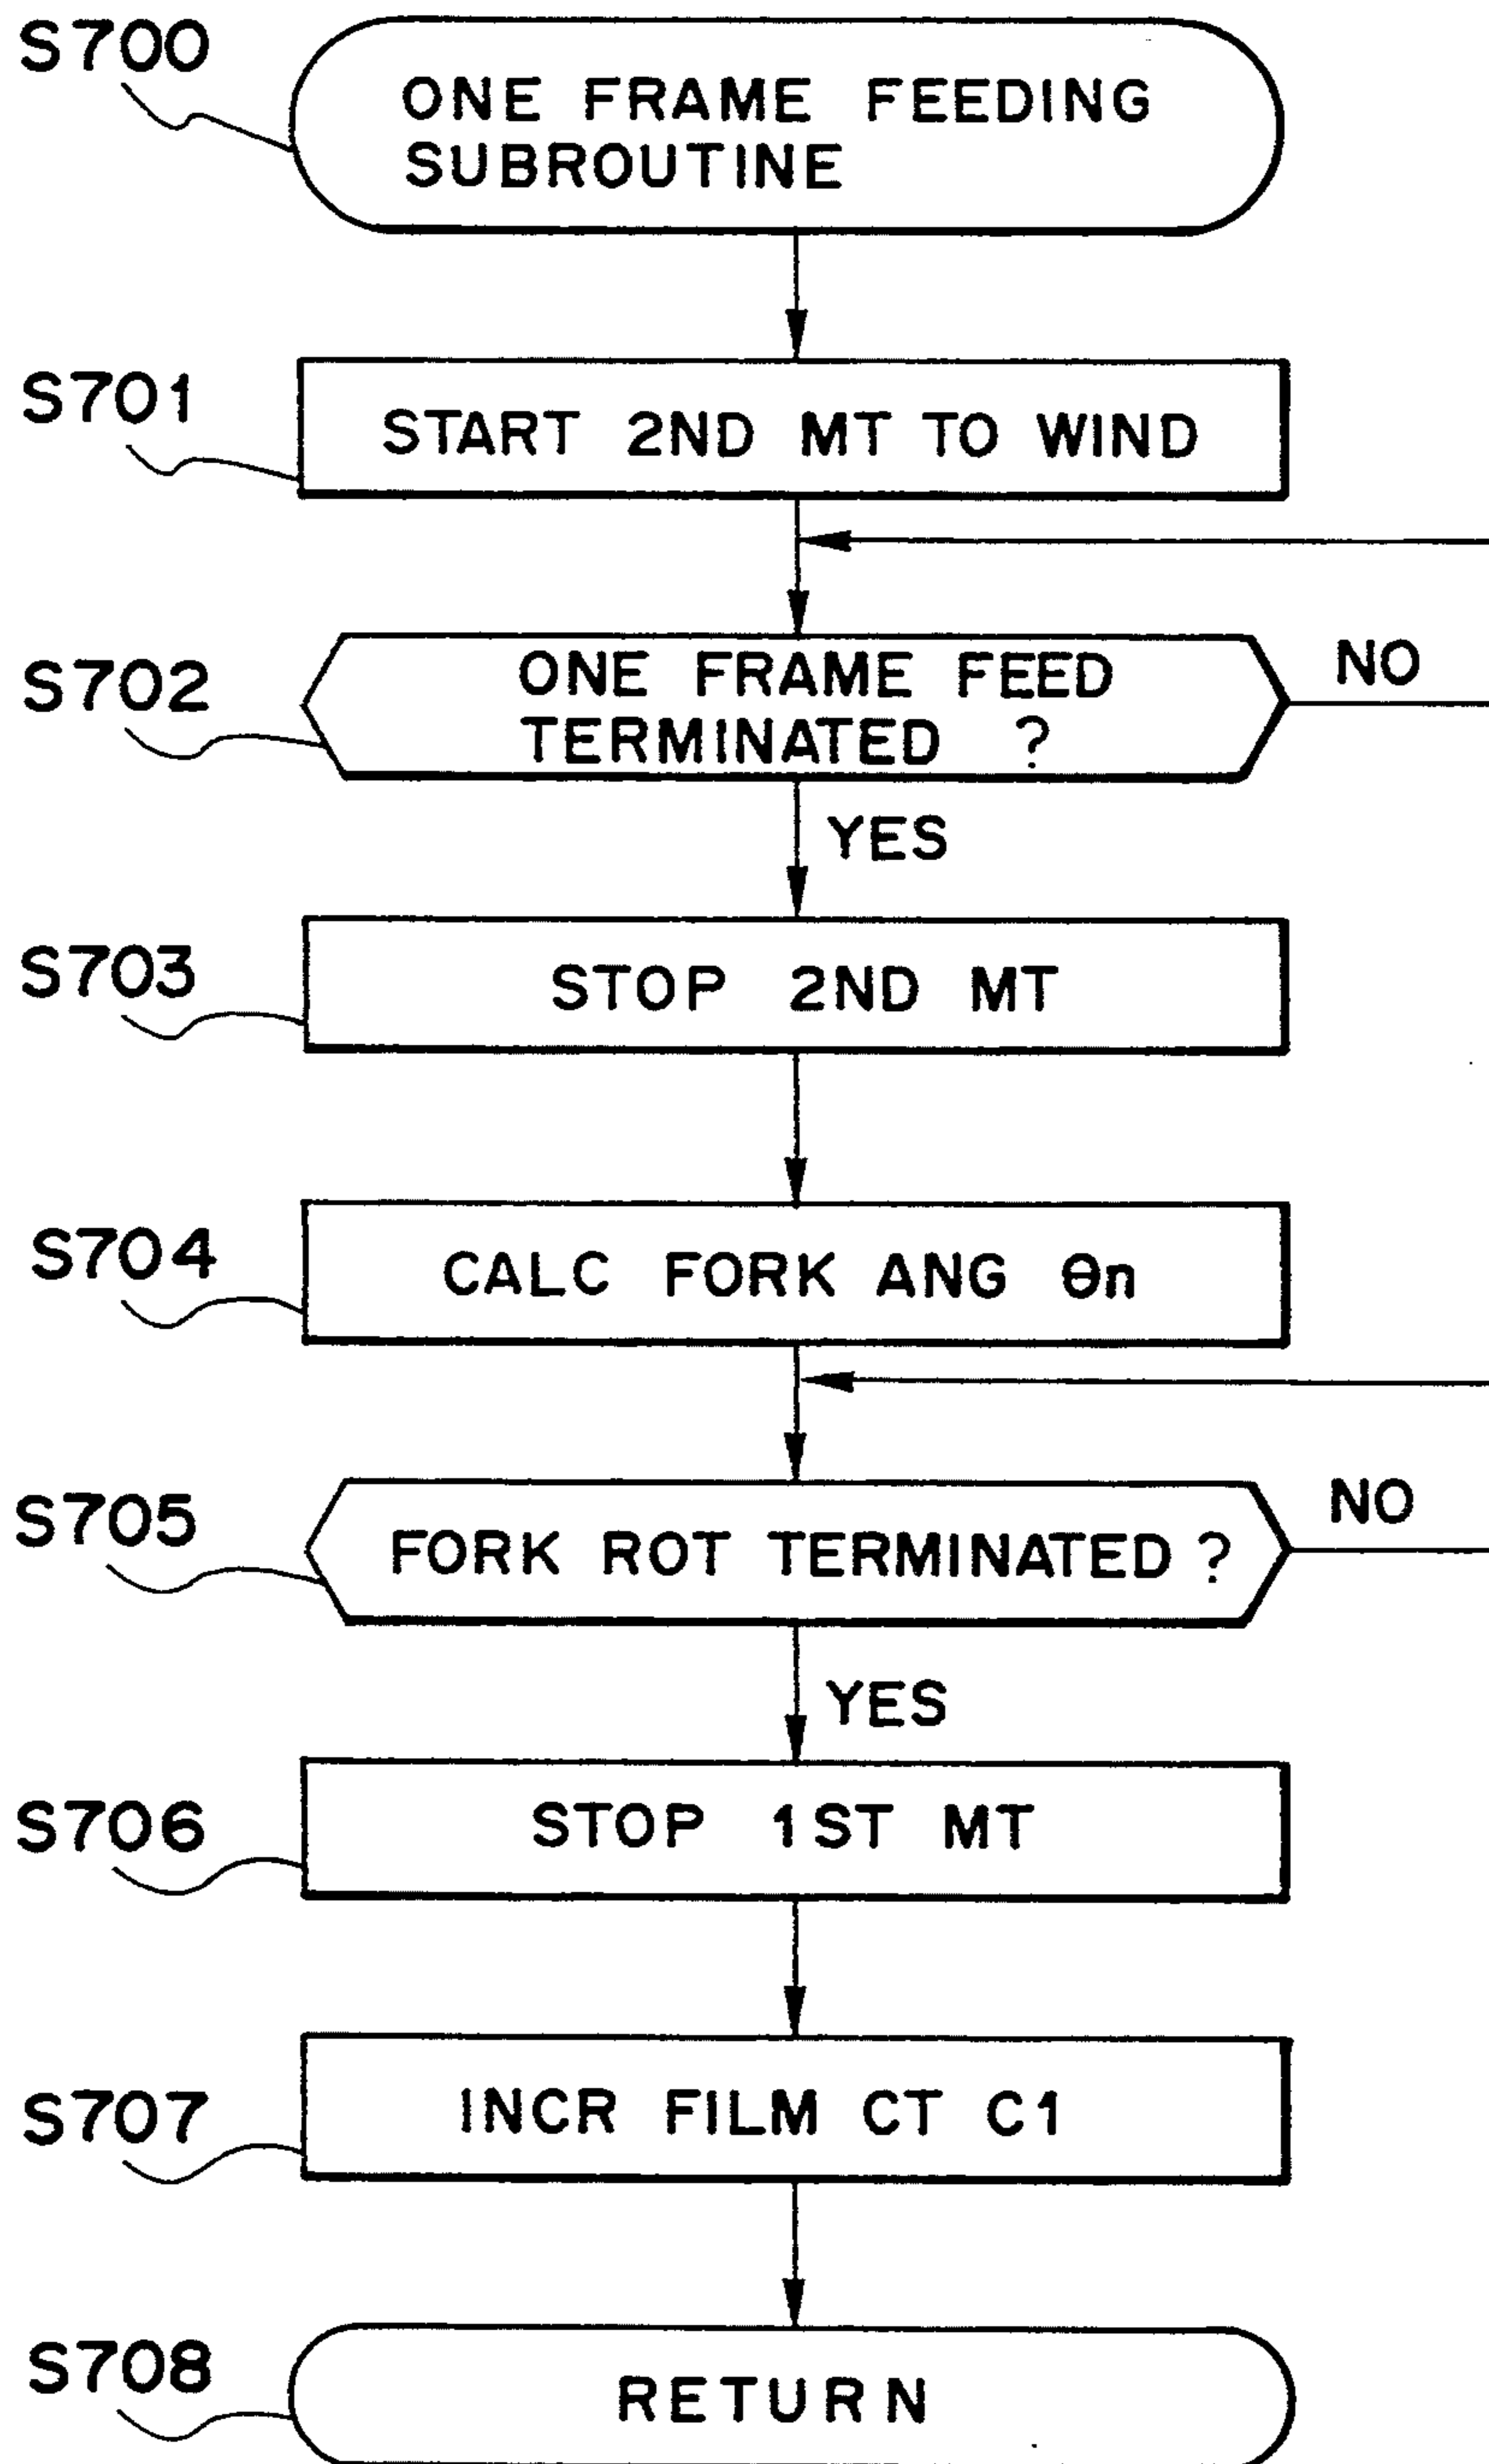 S700
ONE FRAME FEEDING
SUBROUTINE
S701
START 2ND MT TO WIND
S702
ONE FRAME FEED
TERMINATED ?
NO
YES
S703
STOP 2ND MT
S704
CALC FORK ANG θn
S705
FORK ROT TERMINATED ?
NO
YES
S706
STOP 1ST MT
S707
INCR FILM CT C1
S708
RETURN